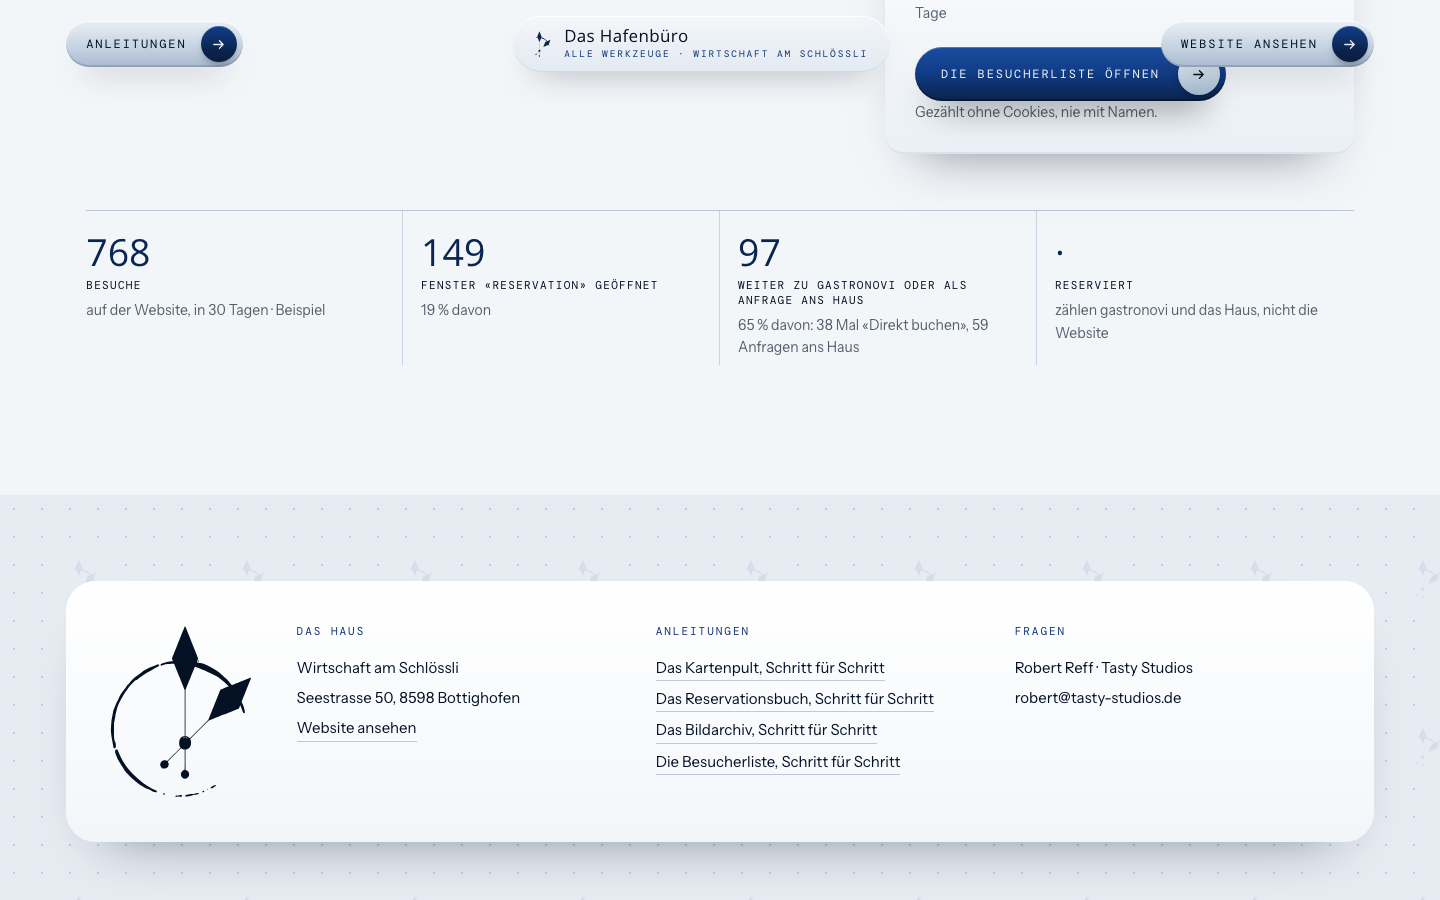 Tage
ANLEITUNGEN
Das Hafenbüro
ALLE WERKZEUGE · WIRTSCHAFT AM SCHLÖSSLI
WEBSITE ANSEHEN
DIE BESUCHERLISTE ÖFFNEN
Gezählt ohne Cookies, nie mit Namen.
768
BESUCHE
auf der Website, in 30 Tagen · Beispiel
149
FENSTER «RESERVATION» GEÖFFNET
19 % davon
97
WEITER ZU GASTRONOVI ODER ALS
ANFRAGE ANS HAUS
65 % davon: 38 Mal «Direkt buchen», 59
Anfragen ans Haus
·
RESERVIERT
zählen gastronovi und das Haus, nicht die
Website
DAS HAUS
Wirtschaft am Schlössli
Seestrasse 50, 8598 Bottighofen
Website ansehen
ANLEITUNGEN
Das Kartenpult, Schritt für Schritt
Das Reservationsbuch, Schritt für Schritt
Das Bildarchiv, Schritt für Schritt
Die Besucherliste, Schritt für Schritt
FRAGEN
Robert Reff · Tasty Studios
robert@tasty-studios.de